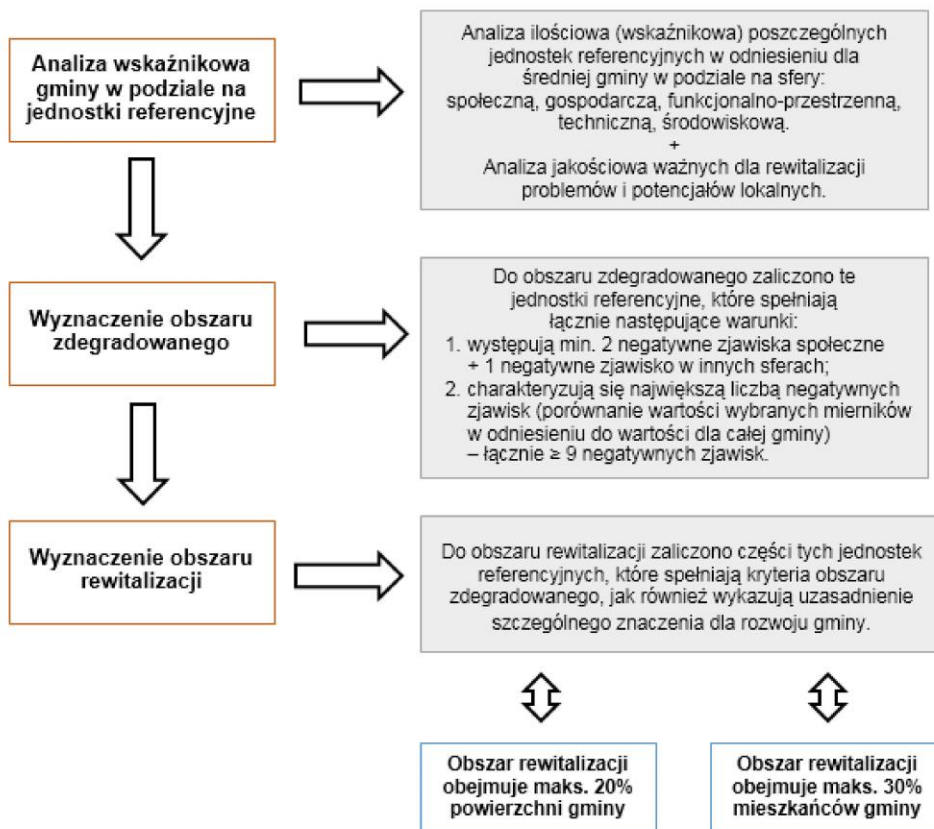 Analiza wskaźnikowa
gminy w podziale na
jednostki referencyjne
Analiza ilościowa (wskaźnikowa) poszczególnych
jednostek referencyjnych w odniesieniu dla
średniej gminy w podziale na sfery:
społeczną, gospodarczą, funkcjonalno-przestrzenną,
techniczną, środowiskową.
+
Analiza jakościowa ważnych dla rewitalizacji
problemów i potencjałów lokalnych.
Wyznaczenie obszaru
zdegradowanego
Do obszaru zdegradowanego zaliczono te
jednostki referencyjne, które spełniają
łącznie następujące warunki:
1. występują min. 2 negatywne zjawiska społeczne
+ 1 negatywne zjawisko w innych sferach;
2. charakteryzują się największą liczbą negatywnych
zjawisk (porównanie wartości wybranych mierników
w odniesieniu do wartości dla całej gminy)
– łącznie ≥ 9 negatywnych zjawisk.
Wyznaczenie obszaru
rewitalizacji
Do obszaru rewitalizacji zaliczono części tych jednostek
referencyjnych, które spełniają kryteria obszaru
zdegradowanego, jak również wykazują uzasadnienie
szczególnego znaczenia dla rozwoju gminy.
Obszar rewitalizacji
obejmuje maks. 20%
powierzchni gminy
Obszar rewitalizacji
obejmuje maks. 30%
mieszkańców gminy